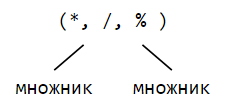 (*, /, % )
множник множник